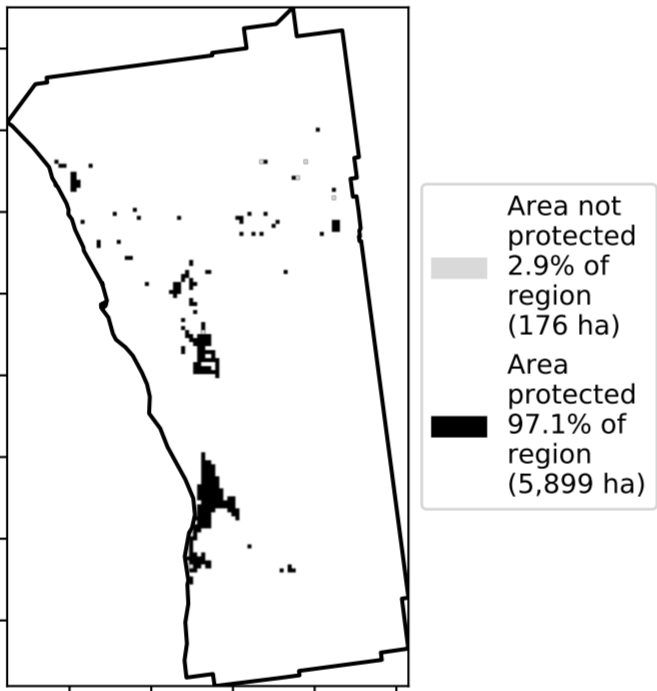 Area not
protected
2.9% of
region
(176 ha)
Area
protected
97.1% of
region
(5,899 ha)